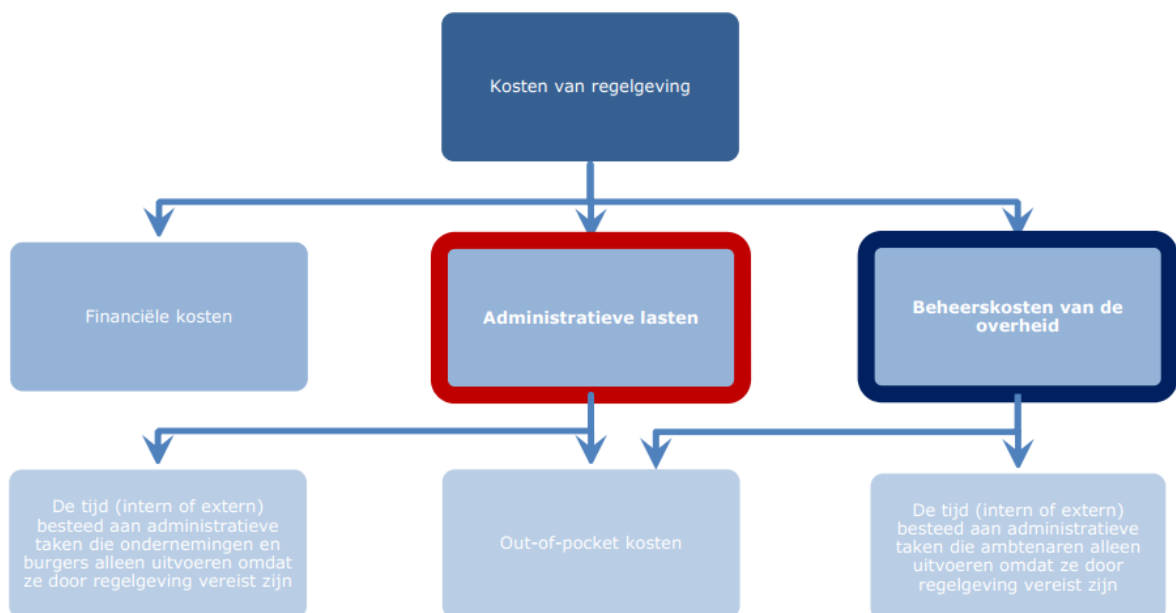 Kosten van regelgeving
Financiële kosten
Administratieve lasten
Beheerskosten van de
overheid
De tijd (intern of extern)
besteed aan administratieve
taken die ondernemingen en
burgers alleen uitvoeren omdat
ze door regelgeving vereist zijn
Out-of-pocket kosten
De tijd (intern of extern)
besteed aan administratieve
taken die ambtenaren alleen
uitvoeren omdat ze door
regelgeving vereist zijn